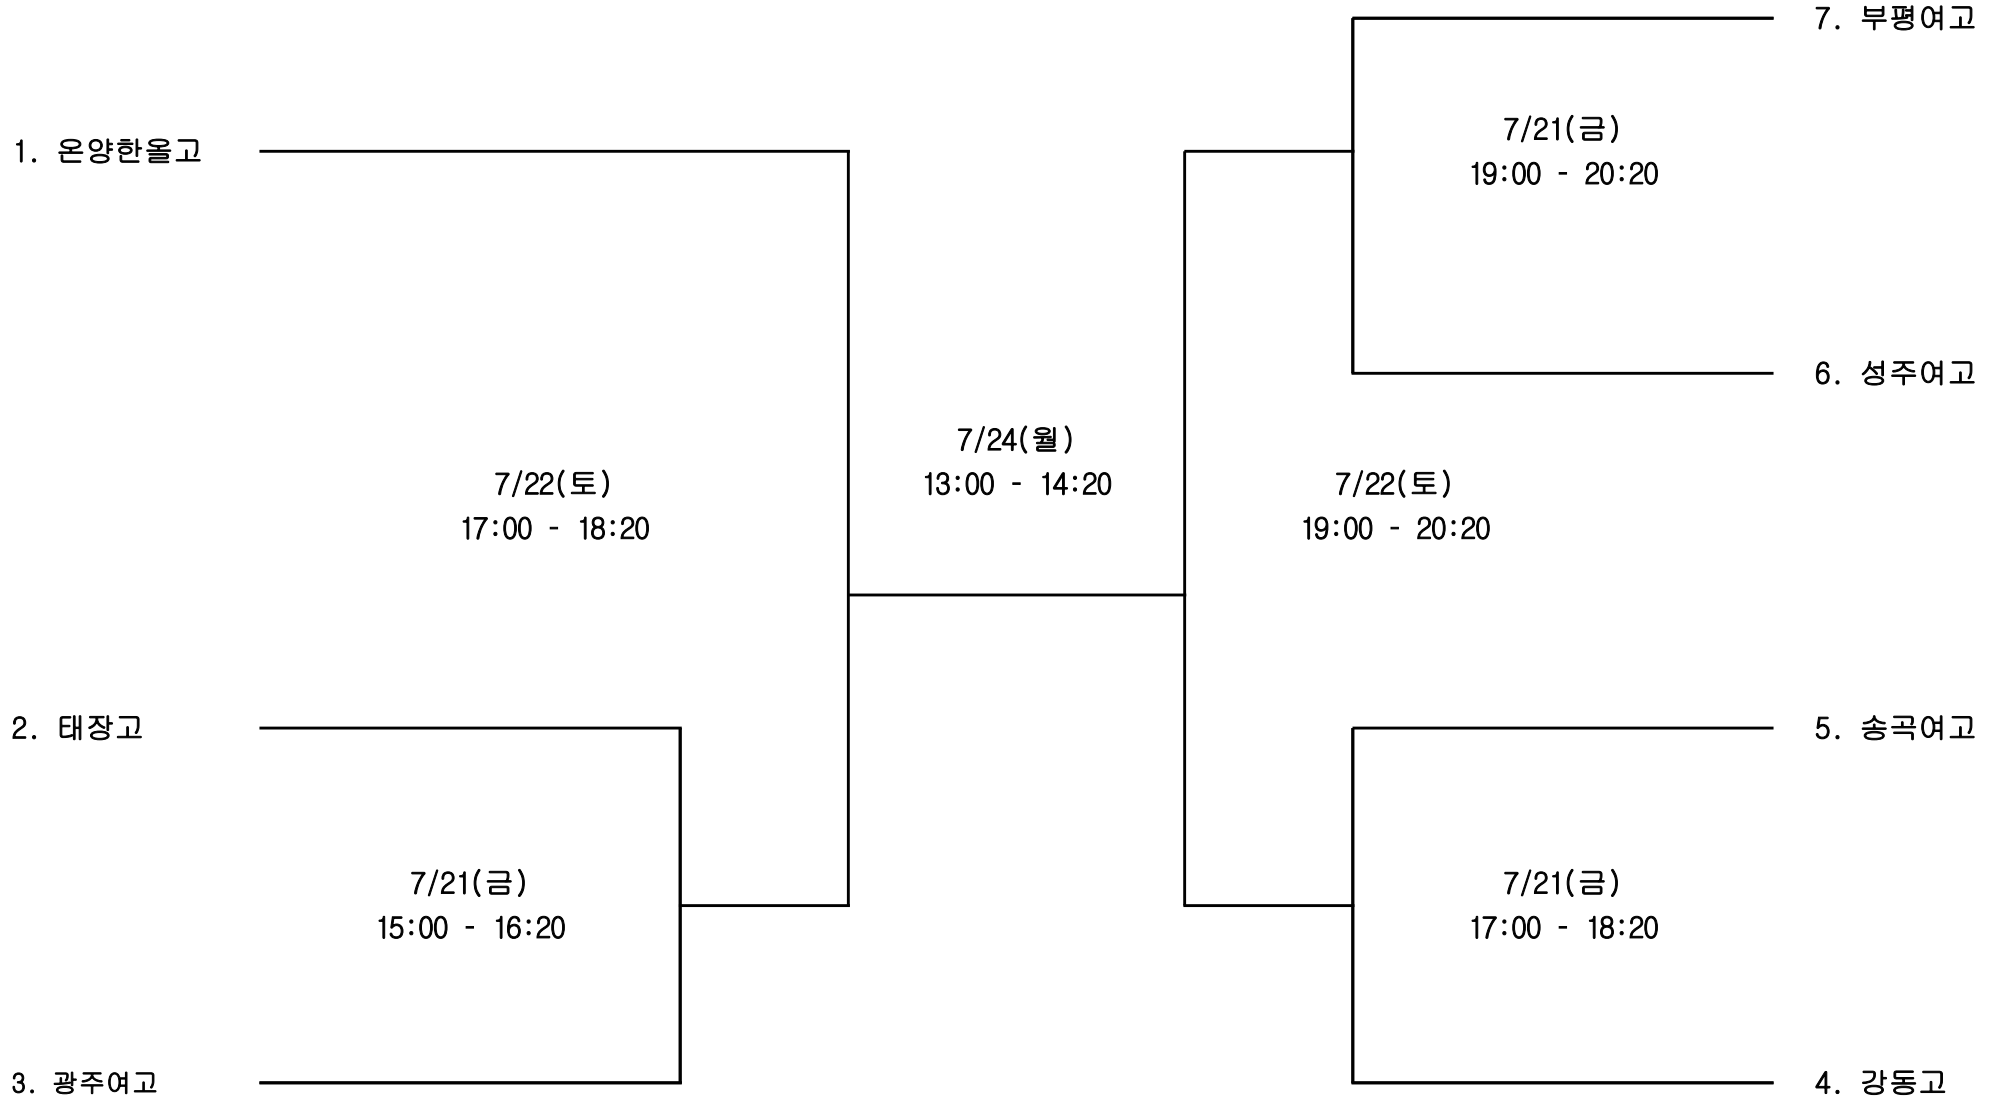 7. 부평여고
7/21(금)
19:00 - 20:20
1. 온양한올고
6. 성주여고
7/24(월)
13:00 - 14:20
7/22(토)
17:00 - 18:20
7/22(토)
19:00 - 20:20
2. 태장고
5. 송곡여고
7/21(금)
15:00 - 16:20
7/21(금)
17:00 - 18:20
3. 광주여고
4. 강동고